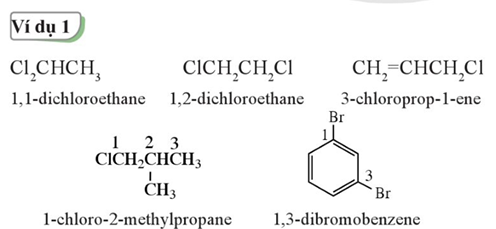 Ví dụ 1
Cl₂CHCH₃ ClCH₂CH₂Cl CH₂=CHCH₂Cl
1,1-dichloroethane 1,2-dichloroethane 3-chloroprop-1-ene
Br
1 2 3 1
ClCH₂CHCH₃
3
CH₃ Br
1-chloro-2-methylpropane 1,3-dibromobenzene